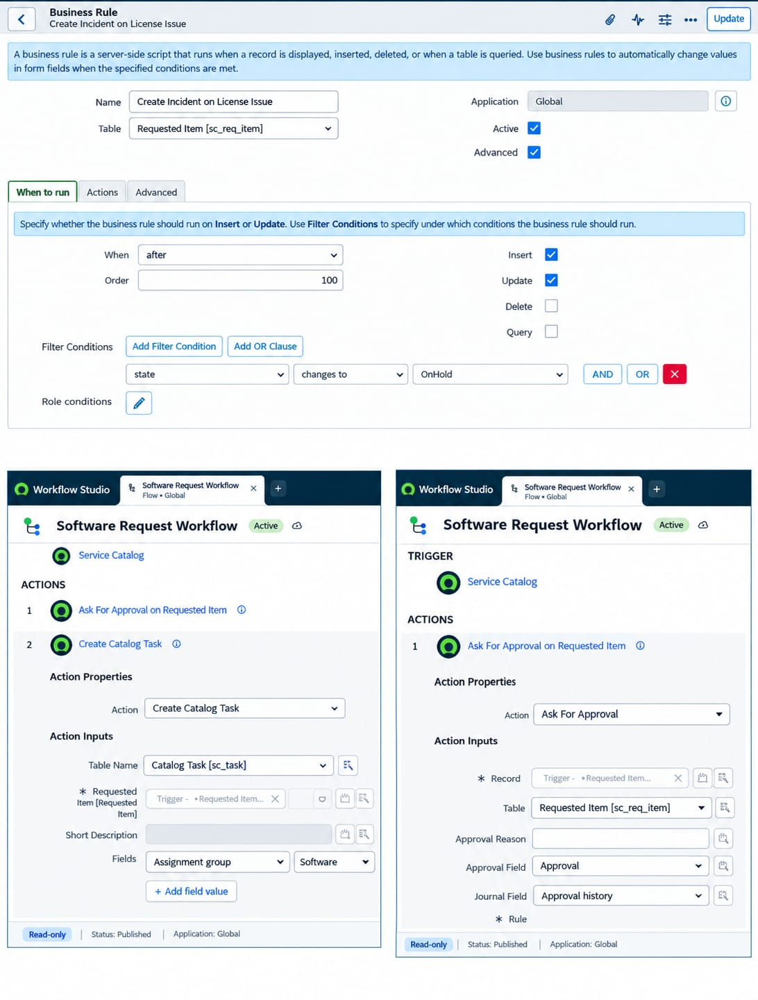 Business Rule
Create Incident on License Issue
Update
A business rule is a server-side script that runs when a record is displayed, inserted, deleted, or when a table is queried. Use business rules to automatically change values
in form fields when the specified conditions are met.
Name
Create Incident on License Issue
Application
Global
Table
Requested Item [sc_req_item]
Active
Advanced
When to run
Actions
Advanced
Specify whether the business rule should run on Insert or Update. Use Filter Conditions to specify under which conditions the business rule should run.
When
after
Insert
Order
100
Update
Delete
Query
Filter Conditions
Add Filter Condition
Add OR Clause
state
changes to
OnHold
AND
OR
Role conditions
Workflow Studio
Software Request Workflow
Flow • Global
+
Software Request Workflow
Active
Service Catalog
ACTIONS
1
Ask For Approval on Requested Item
2
Create Catalog Task
Action Properties
Action
Create Catalog Task
Action Inputs
Table Name
Catalog Task [sc_task]
* Requested
Item [Requested
Item]
Trigger - ▸Requested Item...
Short Description
Fields
Assignment group
Software
+ Add field value
Read-only
Status: Published
Application: Global
Workflow Studio
Software Request Workflow
Flow • Global
+
Software Request Workflow
Active
TRIGGER
Service Catalog
ACTIONS
1
Ask For Approval on Requested Item
Action Properties
Action
Ask For Approval
Action Inputs
* Record
Trigger - ▸Requested Item...
Table
Requested Item [sc_req_item]
Approval Reason
Approval Field
Approval
Journal Field
Approval history
* Rule
Read-only
Status: Published
Application: Global